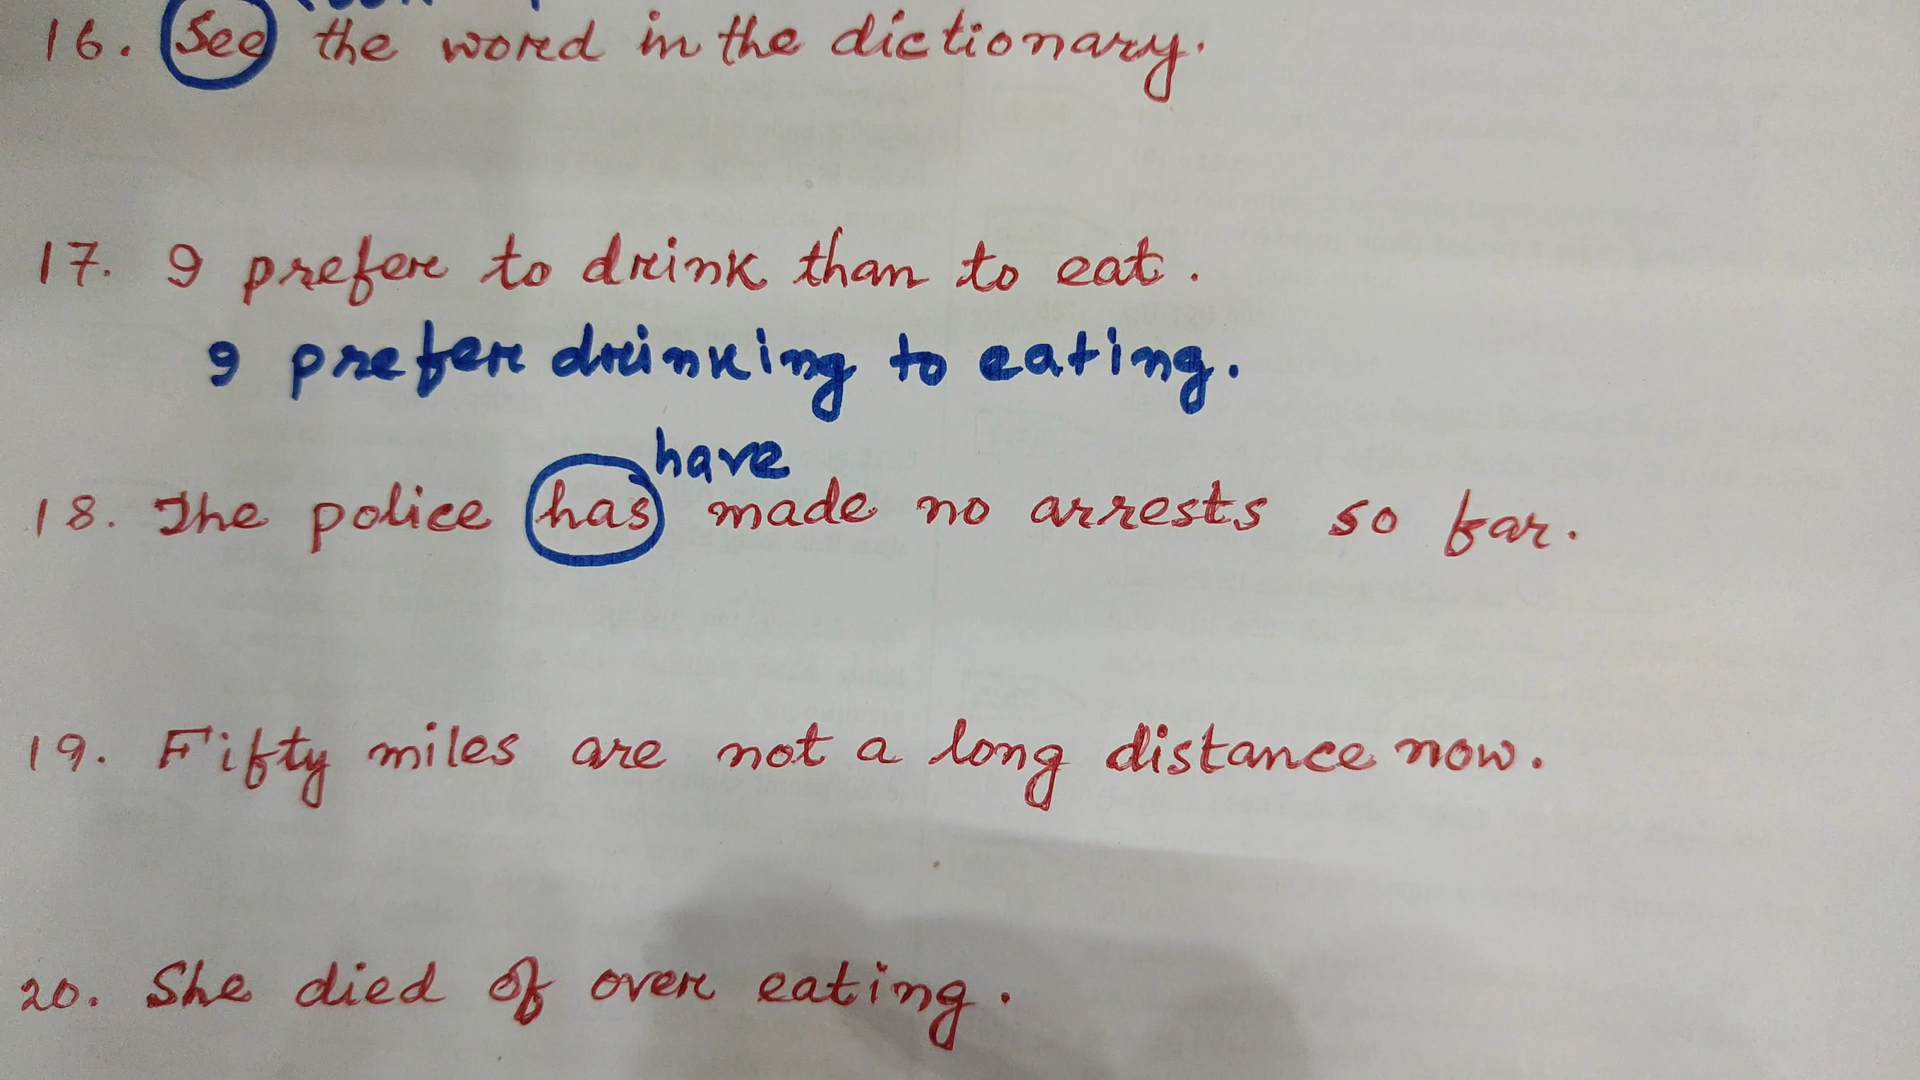 16. See the word in the dictionary.
17. I prefer to drink than to eat.
I prefer drinking to eating.
have
18. The police has made no arrests so far.
19. Fifty miles are not a long distance now.
20. She died of over eating.